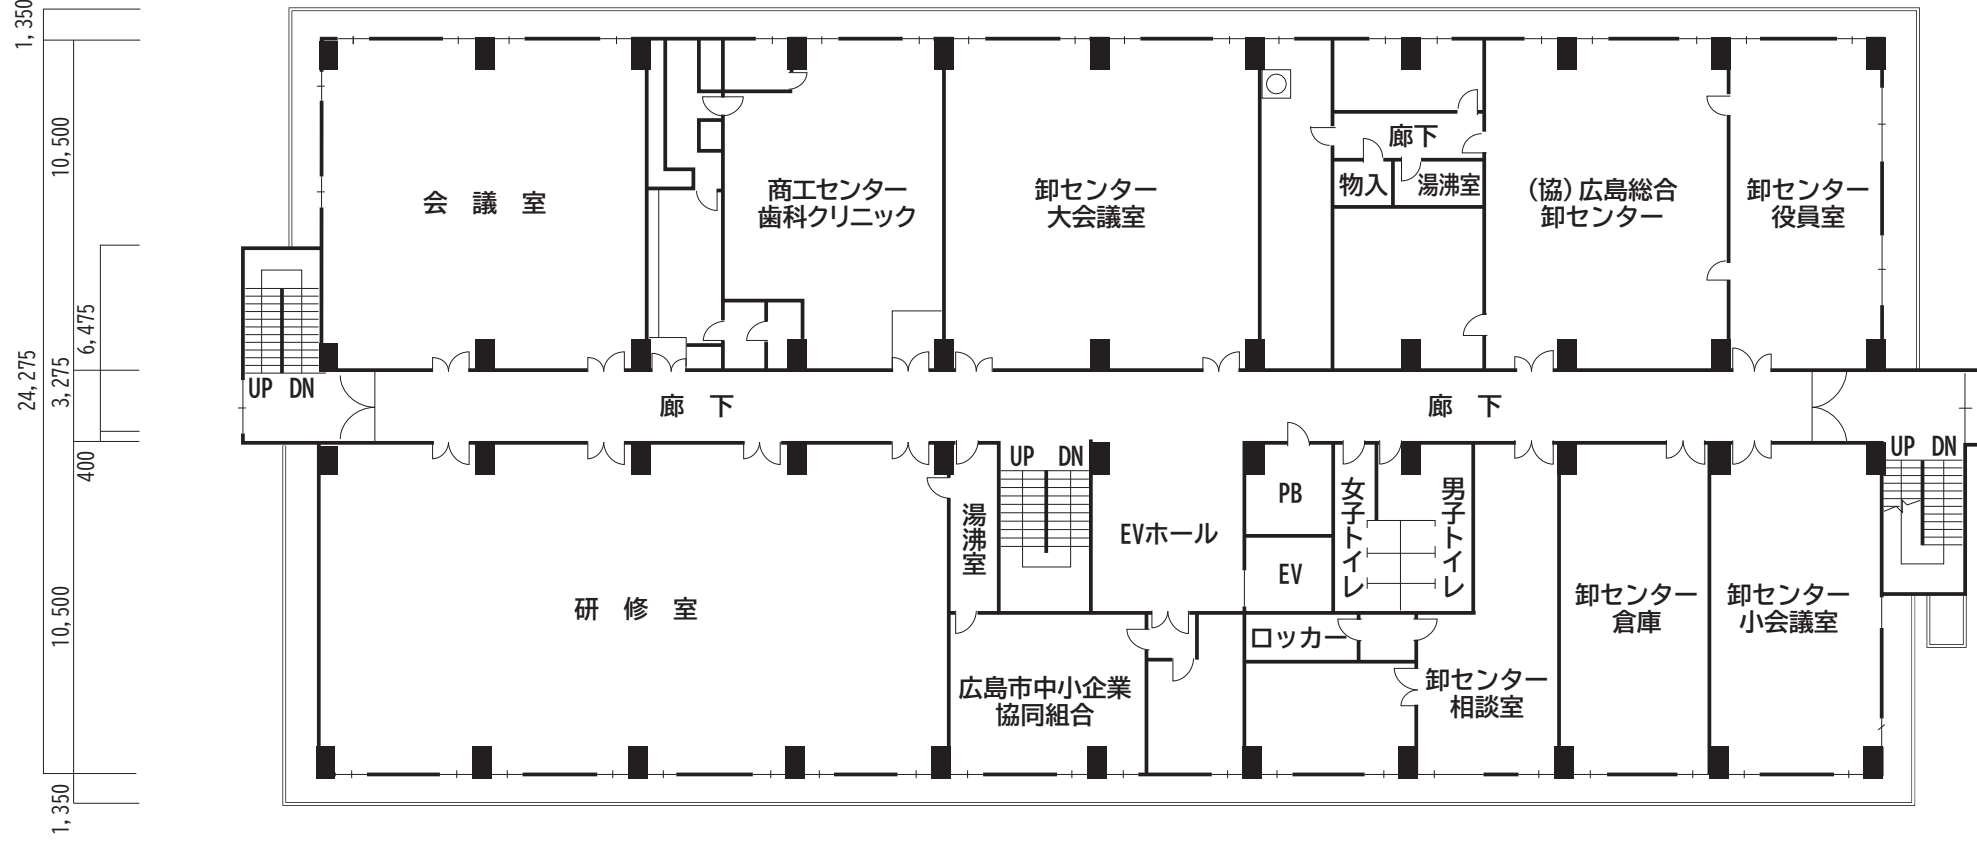 1,350
10,500
24,275
3,275
6,475
400
10,500
1,350
会議室
商工センター
歯科クリニック
卸センター
大会議室
廊下
物入
湯沸室
(協)広島総合
卸センター
卸センター
役員室
UP DN
廊下
廊下
UP DN
UP DN
研修室
湯沸室
EVホール
PB
EV
女子トイレ
男子トイレ
ロッカー
広島市中小企業
協同組合
卸センター
相談室
卸センター
倉庫
卸センター
小会議室